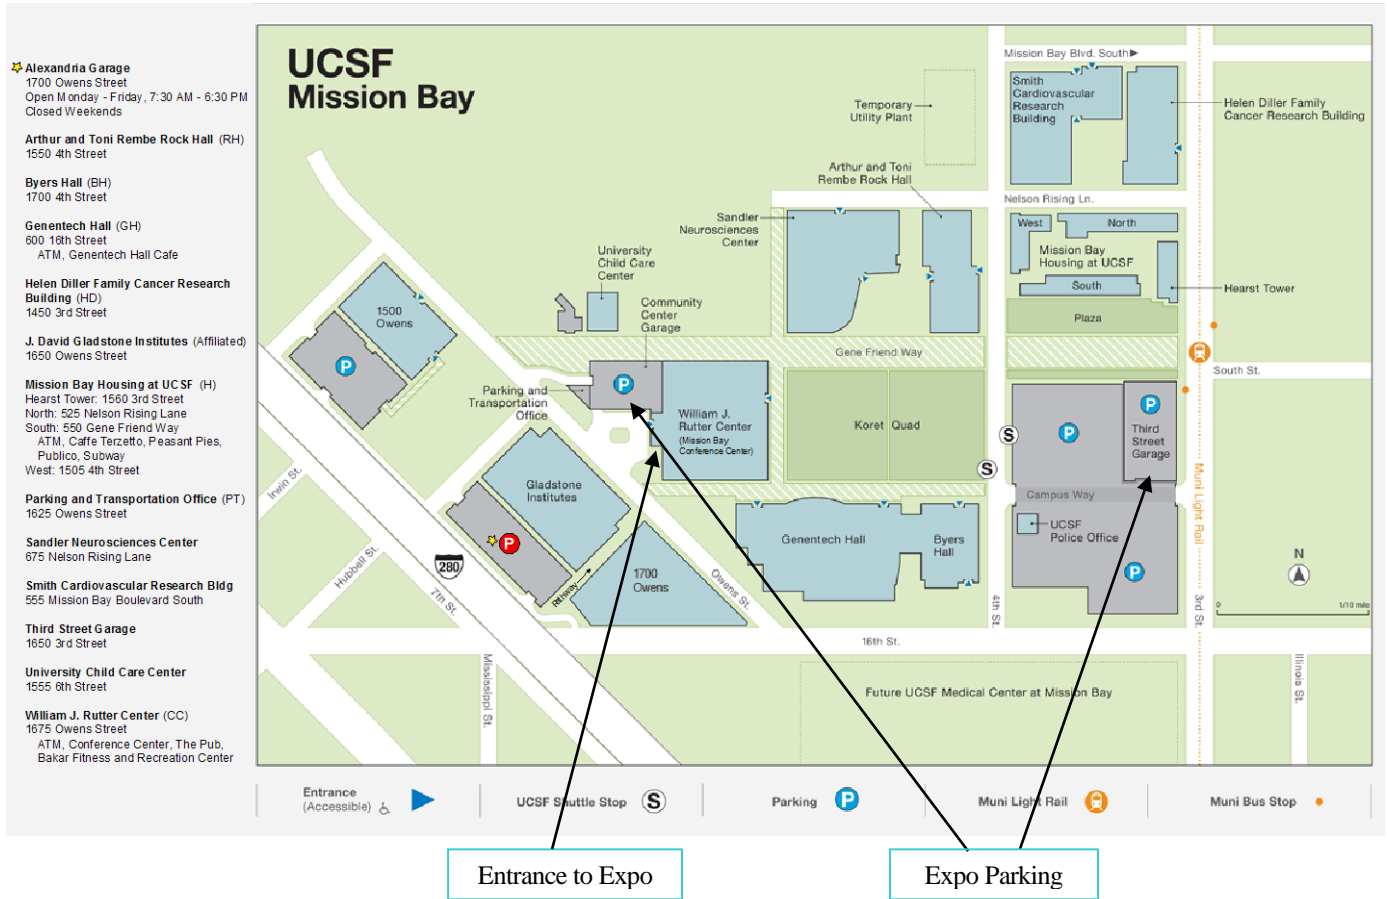 UCSF
Mission Bay
Alexandria Garage
1700 Owens Street
Open Monday - Friday, 7:30 AM - 6:30 PM
Closed Weekends
Arthur and Toni Rembe Rock Hall (RH)
1550 4th Street
Byers Hall (BH)
1700 4th Street
Genentech Hall (GH)
600 16th Street
ATM, Genentech Hall Cafe
Helen Diller Family Cancer Research
Building (HD)
1450 3rd Street
J. David Gladstone Institutes (Affiliated)
1650 Owens Street
Mission Bay Housing at UCSF (H)
Hearst Tower: 1560 3rd Street
North: 525 Nelson Rising Lane
South: 550 Gene Friend Way
ATM, Caffe Terzetto, Peasant Pies,
Publico, Subway
West: 1505 4th Street
Parking and Transportation Office (PT)
1625 Owens Street
Sandler Neurosciences Center
675 Nelson Rising Lane
Smith Cardiovascular Research Bldg
555 Mission Bay Boulevard South
Third Street Garage
1650 3rd Street
University Child Care Center
1555 6th Street
William J. Rutter Center (CC)
1675 Owens Street
ATM, Conference Center, The Pub,
Bakar Fitness and Recreation Center
Mission Bay Blvd. South
Smith
Cardiovascular
Research
Building
Helen Diller Family
Cancer Research Building
Temporary
Utility Plant
Arthur and Toni
Rembe Rock Hall
Nelson Rising Ln.
Sandler
Neurosciences
Center
West
North
Mission Bay
Housing at UCSF
South
Hearst Tower
Plaza
University
Child Care
Center
Community
Center
Garage
1500
Owens
P
Gene Friend Way
South St.
Parking and
Transportation
Office
P
William J.
Rutter Center
(Mission Bay
Conference Center)
Koret Quad
S
S
P
P
Third
Street
Garage
Muni Light Rail
Campus Way
UCSF
Police Office
P
Gladstone
Institutes
P
Genentech Hall
Byers
Hall
1700
Owens
Owens St.
Irwin St.
Hubbell St.
280
7th St.
4th St.
3rd St.
N
0
1/10 mile
16th St.
Mississippi St.
Illinois St.
Future UCSF Medical Center at Mission Bay
Entrance
(Accessible)
UCSF Shuttle Stop S
Parking P
Muni Light Rail
Muni Bus Stop
Entrance to Expo
Expo Parking